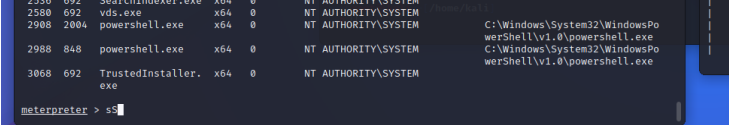 2536 692 SearchIndexer.exe x64 0 NT AUTHORITY\SYSTEM
2580 692 vds.exe x64 0 NT AUTHORITY\SYSTEM
2908 2004 powershell.exe x64 0 NT AUTHORITY\SYSTEM C:\Windows\System32\WindowsPo
werShell\v1.0\powershell.exe
2988 848 powershell.exe x64 0 NT AUTHORITY\SYSTEM C:\Windows\System32\WindowsPo
werShell\v1.0\powershell.exe
3068 692 TrustedInstaller. x64 0 NT AUTHORITY\SYSTEM
exe
meterpreter > sS